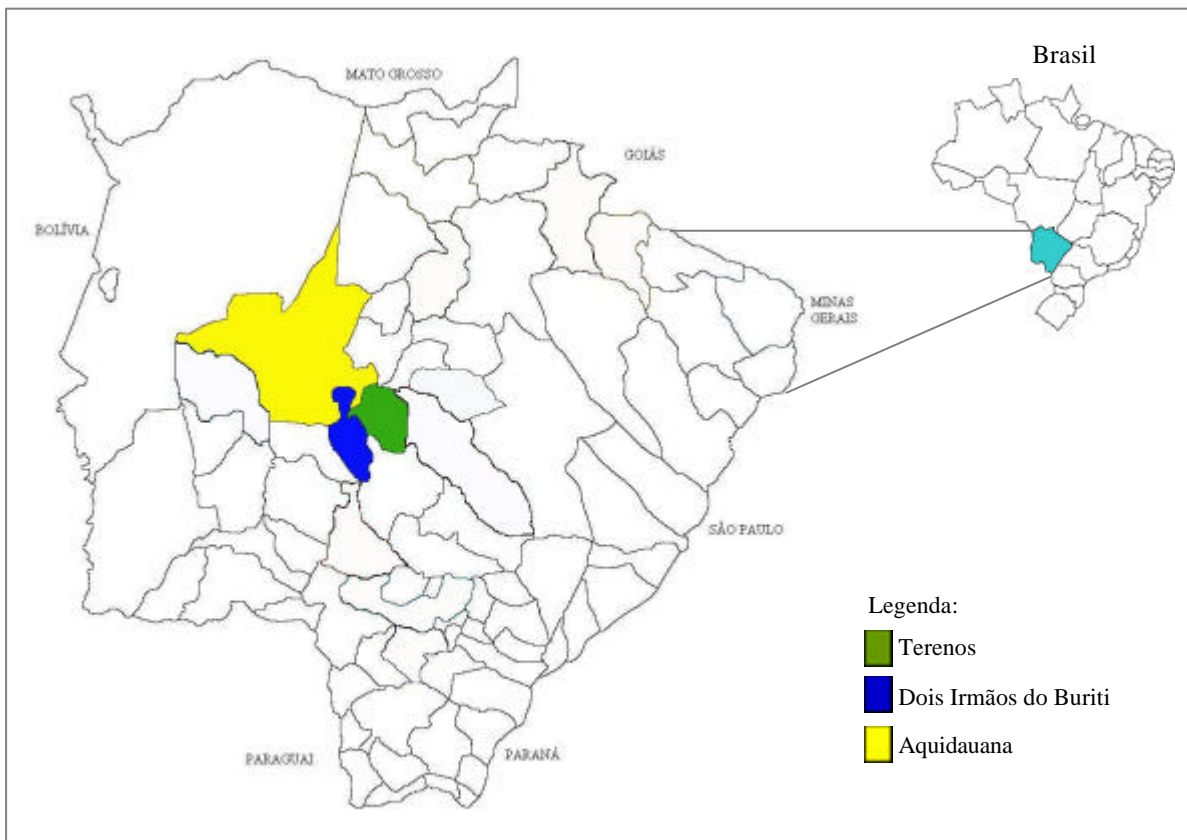 Brasil
MATO GROSSO
GOIÁS
BOLÍVIA
MINAS
GERAIS
SÃO PAULO
PARANÁ
PARAGUAI
Legenda:
Terenos
Dois Irmãos do Buriti
Aquidauana